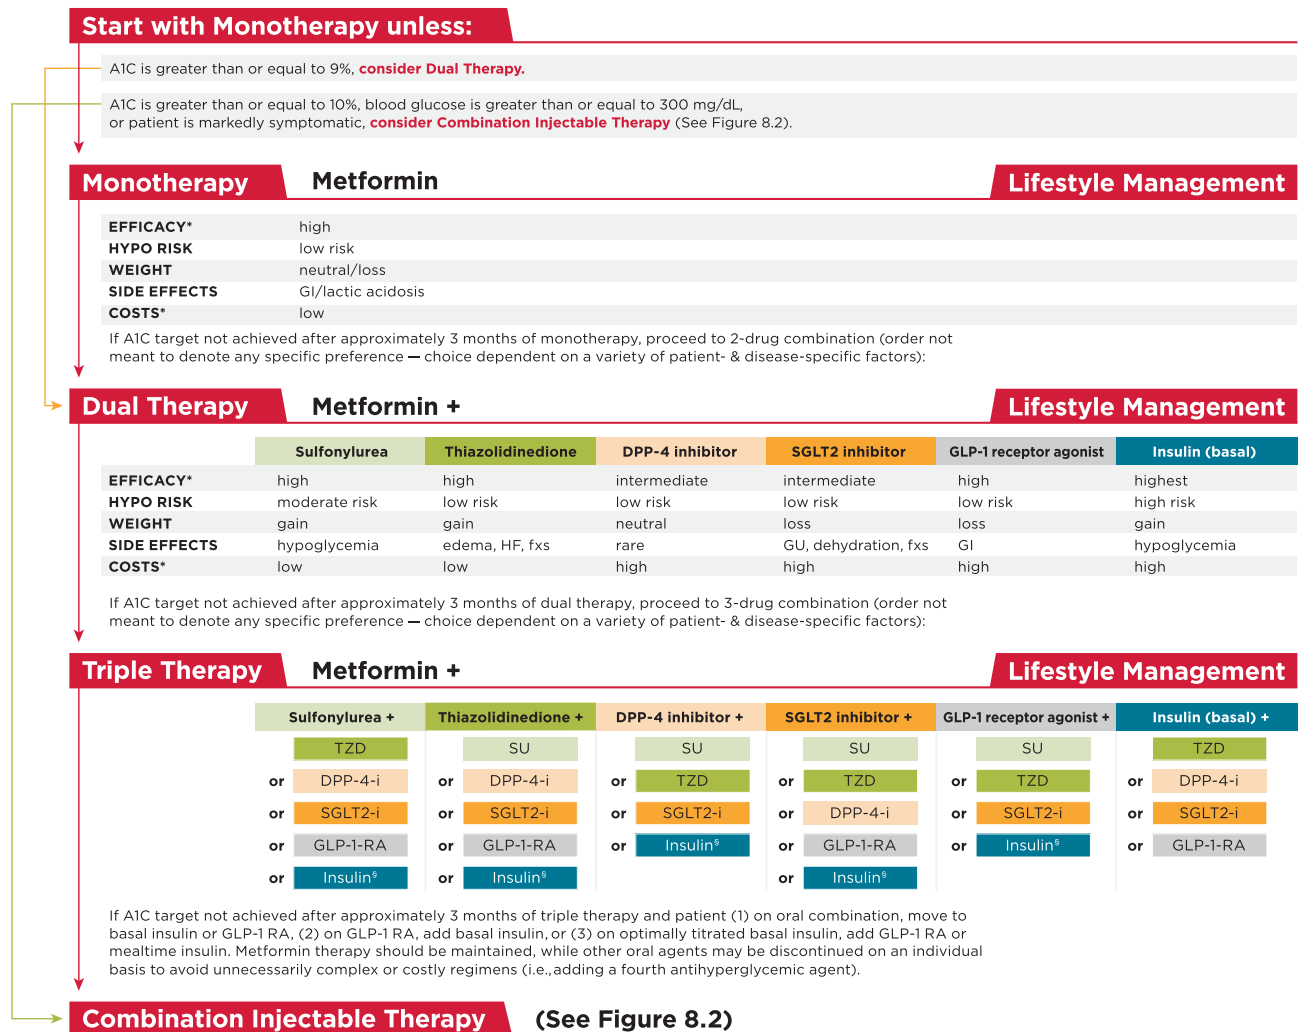 Start with Monotherapy unless:
A1C is greater than or equal to 9%, consider Dual Therapy.
A1C is greater than or equal to 10%, blood glucose is greater than or equal to 300 mg/dL,
or patient is markedly symptomatic, consider Combination Injectable Therapy (See Figure 8.2).
Monotherapy Metformin Lifestyle Management
EFFICACY* high
HYPO RISK low risk
WEIGHT neutral/loss
SIDE EFFECTS GI/lactic acidosis
COSTS* low
If A1C target not achieved after approximately 3 months of monotherapy, proceed to 2-drug combination (order not
meant to denote any specific preference — choice dependent on a variety of patient- & disease-specific factors):
Dual Therapy Metformin + Lifestyle Management
Sulfonylurea Thiazolidinedione DPP-4 inhibitor SGLT2 inhibitor GLP-1 receptor agonist Insulin (basal)
EFFICACY* high high intermediate intermediate high highest
HYPO RISK moderate risk low risk low risk low risk low risk high risk
WEIGHT gain gain neutral loss loss gain
SIDE EFFECTS hypoglycemia edema, HF, fxs rare GU, dehydration, fxs GI hypoglycemia
COSTS* low low high high high high
If A1C target not achieved after approximately 3 months of dual therapy, proceed to 3-drug combination (order not
meant to denote any specific preference — choice dependent on a variety of patient- & disease-specific factors):
Triple Therapy Metformin + Lifestyle Management
Sulfonylurea + Thiazolidinedione + DPP-4 inhibitor + SGLT2 inhibitor + GLP-1 receptor agonist + Insulin (basal) +
TZD SU SU SU SU TZD
or DPP-4-i or DPP-4-i or TZD or TZD or TZD or DPP-4-i
or SGLT2-i or SGLT2-i or SGLT2-i or DPP-4-i or SGLT2-i or SGLT2-i
or GLP-1-RA or GLP-1-RA or Insulin§ or GLP-1-RA or Insulin§ or GLP-1-RA
or Insulin§ or Insulin§ or Insulin§
If A1C target not achieved after approximately 3 months of triple therapy and patient (1) on oral combination, move to
basal insulin or GLP-1 RA, (2) on GLP-1 RA, add basal insulin, or (3) on optimally titrated basal insulin, add GLP-1 RA or
mealtime insulin. Metformin therapy should be maintained, while other oral agents may be discontinued on an individual
basis to avoid unnecessarily complex or costly regimens (i.e., adding a fourth antihyperglycemic agent).
Combination Injectable Therapy (See Figure 8.2)